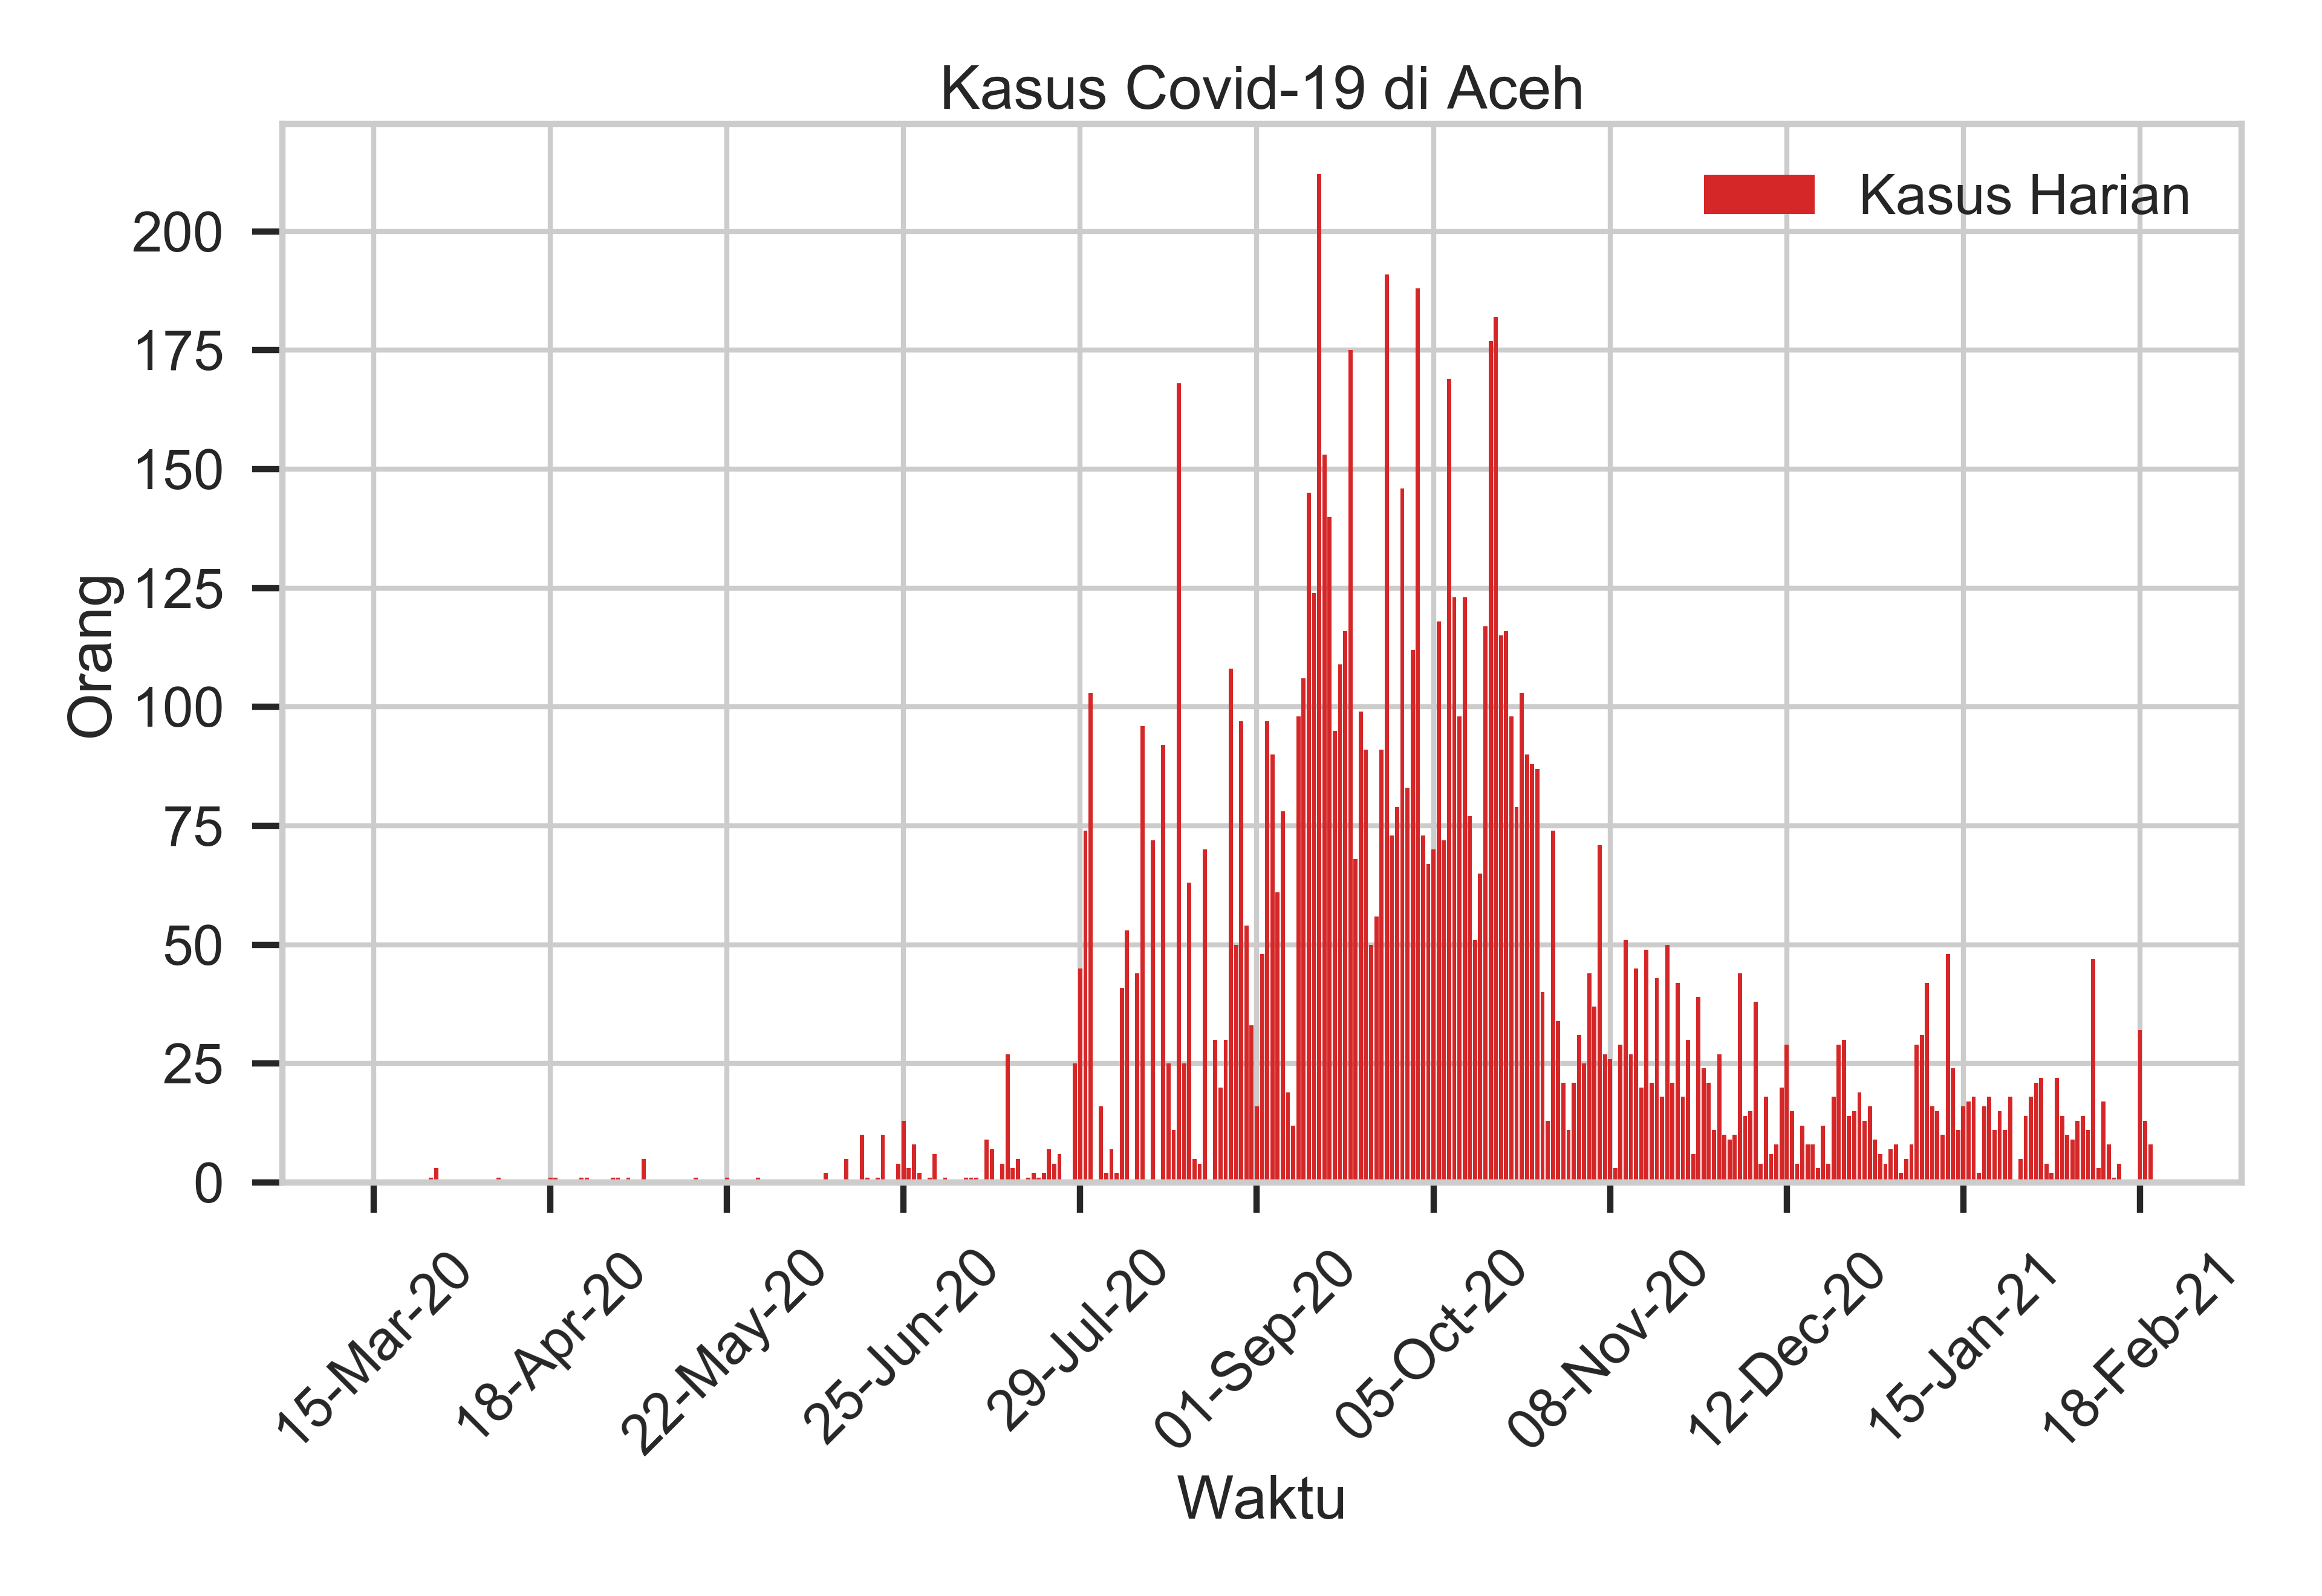 Kasus Covid-19 di Aceh
Kasus Harian
Orang
200
175
150
125
100
75
50
25
0
15-Mar-20
18-Apr-20
22-May-20
25-Jun-20
29-Jul-20
01-Sep-20
05-Oct-20
08-Nov-20
12-Dec-20
15-Jan-21
18-Feb-21
Waktu